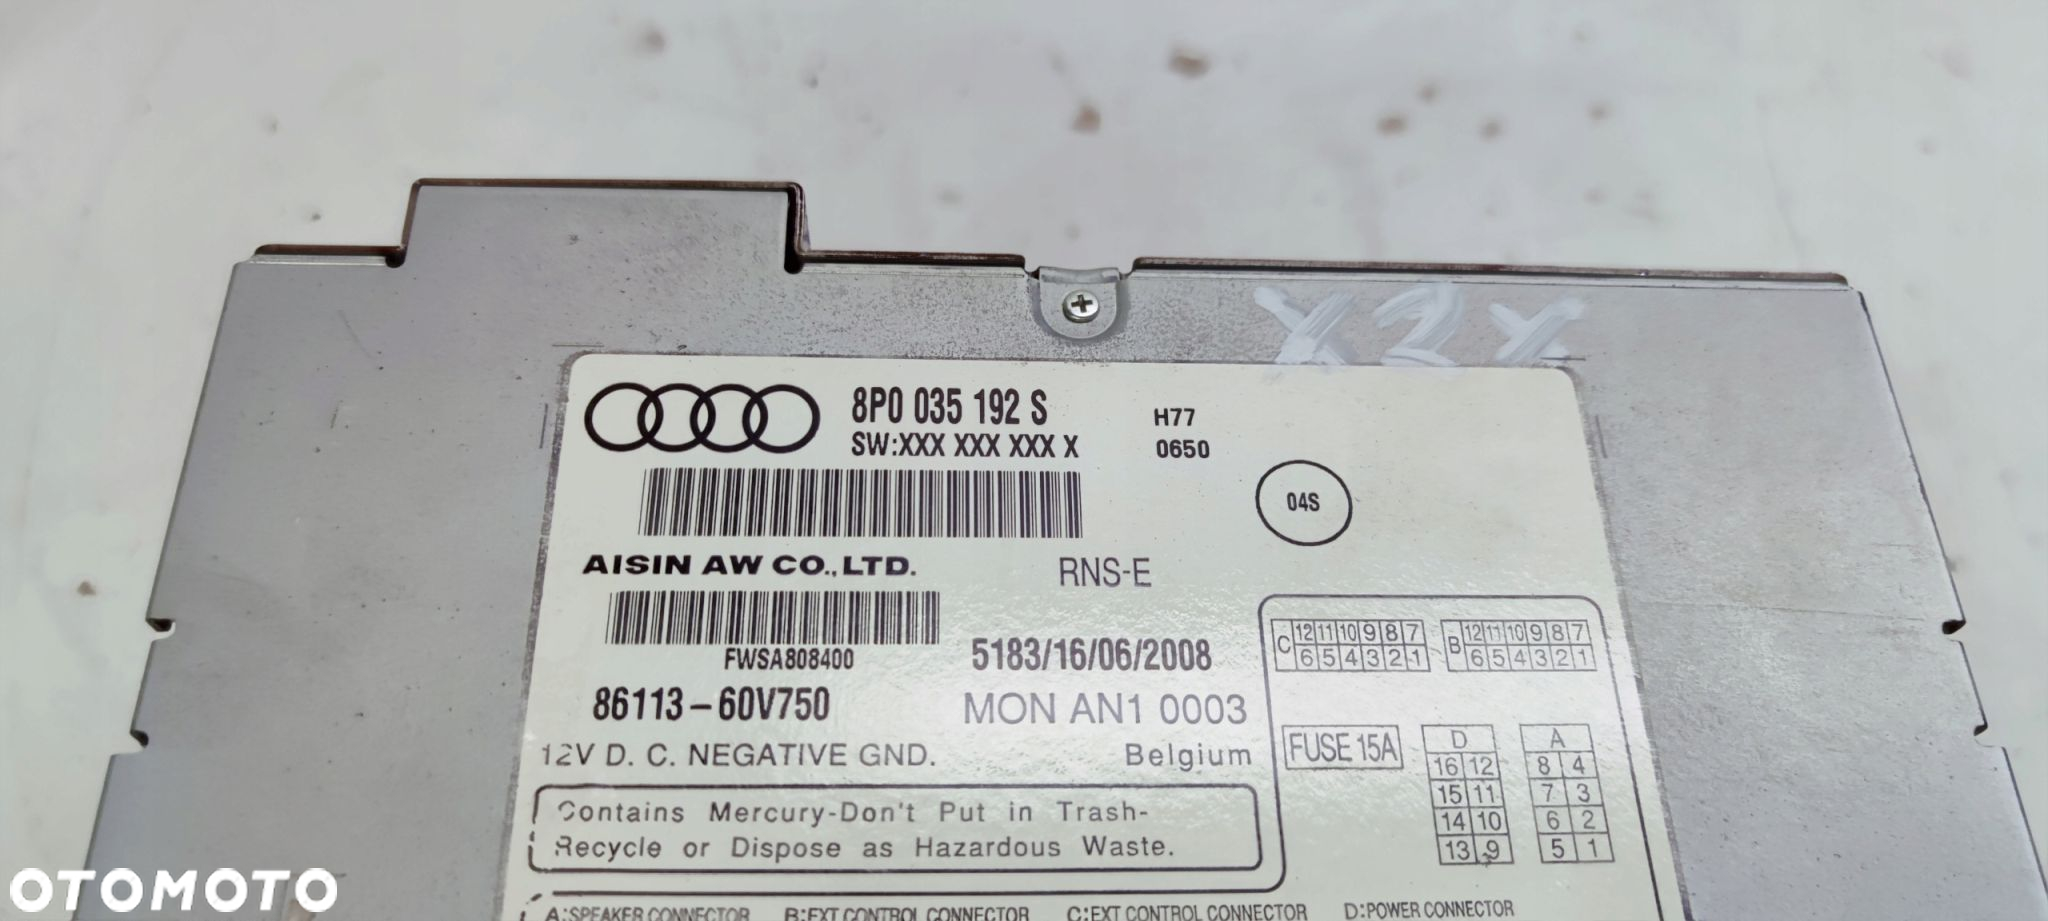 X2X
8P0 035 192 S
SW:XXX XXX XXX X
H77
0650
04S
AISIN AW CO.,LTD.
RNS-E
FWSA808400
5183/16/06/2008
86113-60V750
MON AN1 0003
12V D. C. NEGATIVE GND.
Belgium
Contains Mercury-Don't Put in Trash-
Recycle or Dispose as Hazardous Waste.
C 12 11 10 9 8 7
6 5 4 3 2 1
B 12 11 10 9 8 7
6 5 4 3 2 1
FUSE 15A
D
16 12
15 11
14 10
13 9
A
8 4
7 3
6 2
5 1
A:SPEAKER CONNECTOR B:EXT CONTROL CONNECTOR C:EXT CONTROL CONNECTOR D:POWER CONNECTOR
OTOMOTO